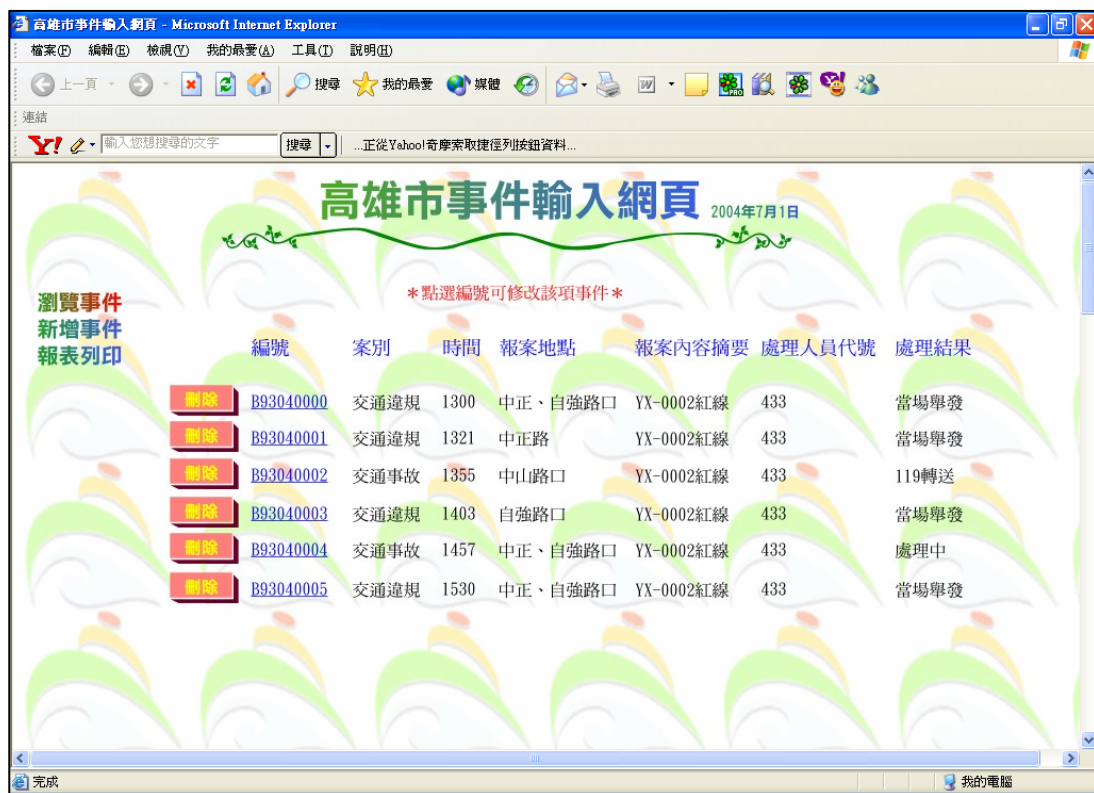 高雄市事件輸入網頁 - Microsoft Internet Explorer
檔案(F) 編輯(E) 檢視(V) 我的最愛(A) 工具(T) 說明(H)
上一頁 搜尋 我的最愛 媒體
連結
Y! 輸入您想搜尋的文字 搜尋 ...正從Yahoo!奇摩索取捷徑列按鈕資料...
高雄市事件輸入網頁 2004年7月1日
*點選編號可修改該項事件*
瀏覽事件
新增事件
報表列印
編號 案別 時間 報案地點 報案內容摘要 處理人員代號 處理結果
刪除 B93040000 交通違規 1300 中正、自強路口 YX-0002紅線 433 當場舉發
刪除 B93040001 交通違規 1321 中正路 YX-0002紅線 433 當場舉發
刪除 B93040002 交通事故 1355 中山路口 YX-0002紅線 433 119轉送
刪除 B93040003 交通違規 1403 自強路口 YX-0002紅線 433 當場舉發
刪除 B93040004 交通事故 1457 中正、自強路口 YX-0002紅線 433 處理中
刪除 B93040005 交通違規 1530 中正、自強路口 YX-0002紅線 433 當場舉發
完成 我的電腦